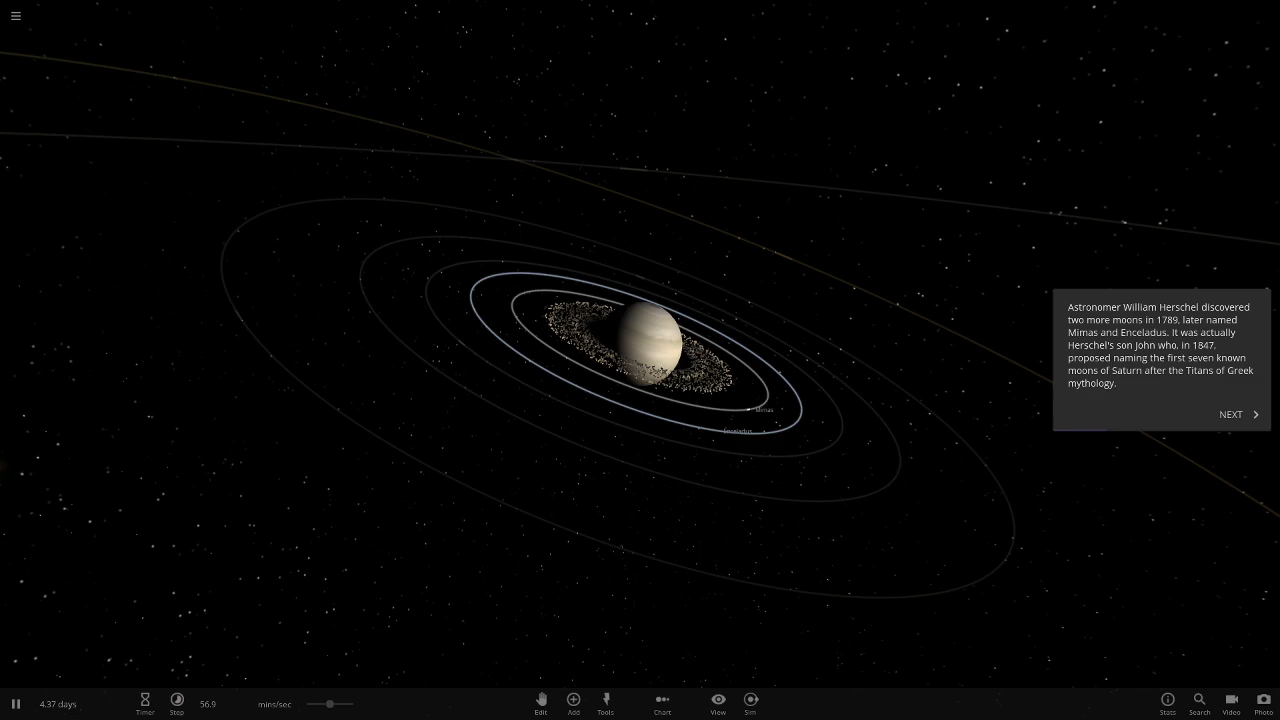 Astronomer William Herschel discovered
two more moons in 1789, later named
Mimas and Enceladus. It was actually
Herschel's son John who, in 1847,
proposed naming the first seven known
moons of Saturn after the Titans of Greek
mythology.
Mimas
NEXT
Enceladus
4.37 days
Timer
Step
56.9
mins/sec
Edit
Add
Tools
Chart
View
Sim
Stats
Search
Video
Photo